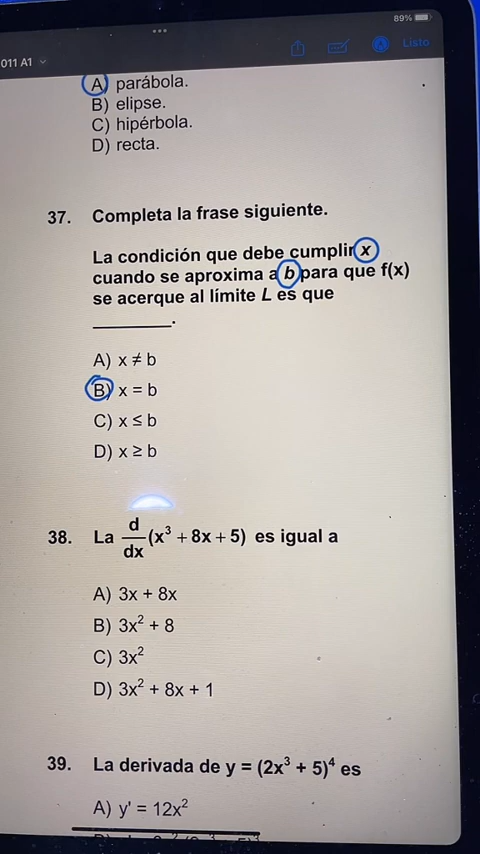 89%
011 A1
Listo
A) parábola.
B) elipse.
C) hipérbola.
D) recta.
37. Completa la frase siguiente.
La condición que debe cumplir x
cuando se aproxima a b para que f(x)
se acerque al límite L es que
__________.
A) x ≠ b
B) x = b
C) x ≤ b
D) x ≥ b
38. La d/dx (x³ + 8x + 5) es igual a
A) 3x + 8x
B) 3x² + 8
C) 3x²
D) 3x² + 8x + 1
39. La derivada de y = (2x³ + 5)⁴ es
A) y' = 12x²